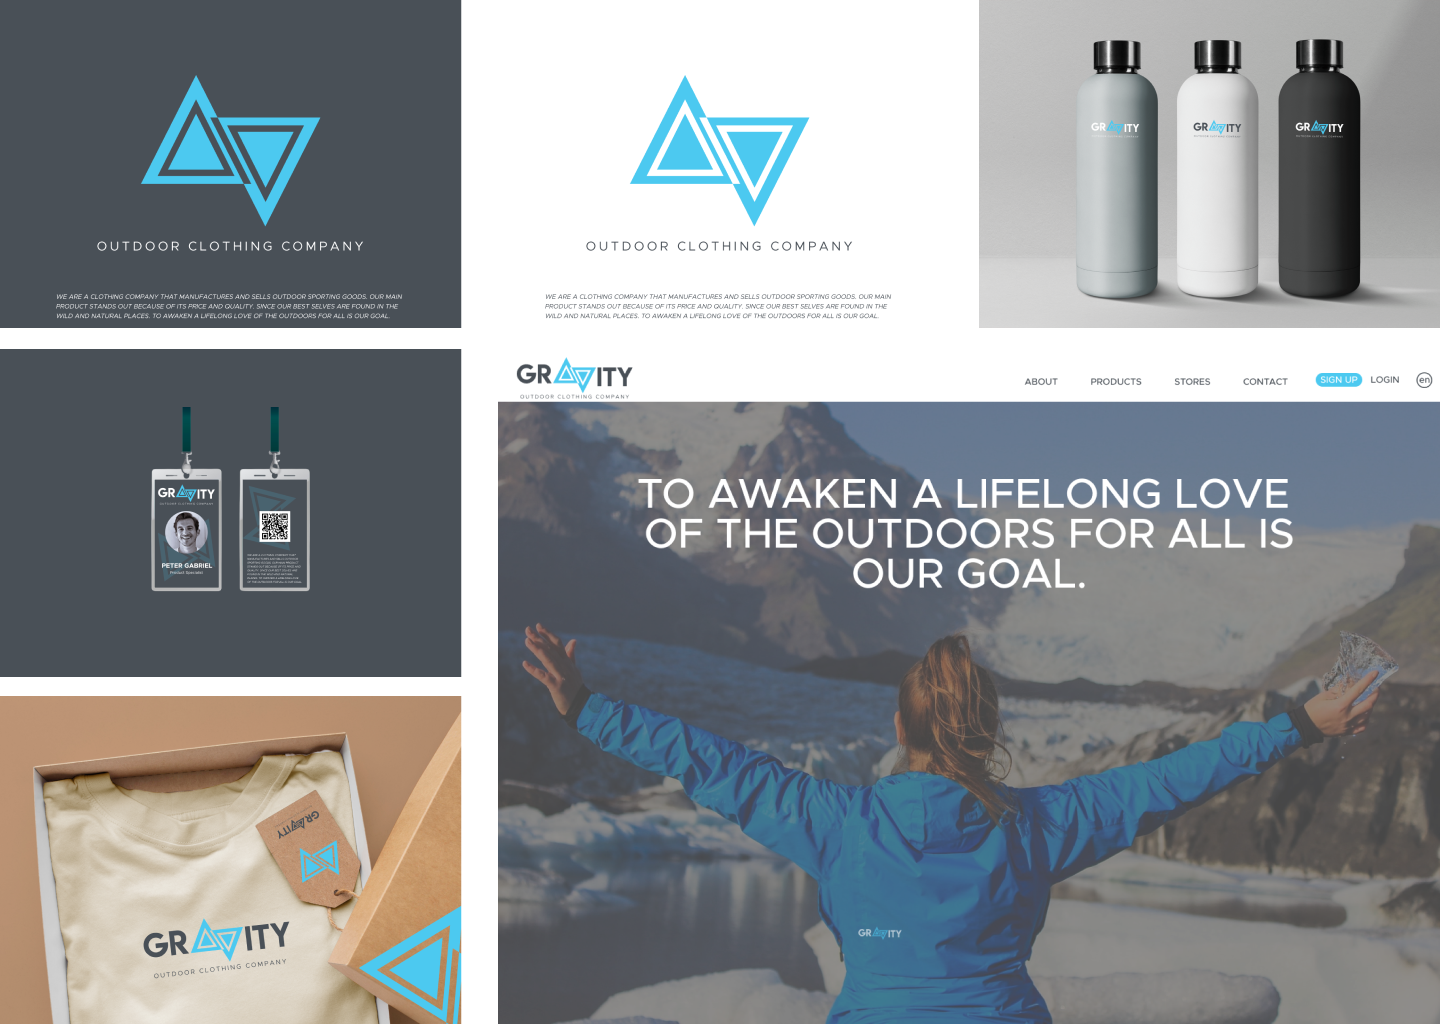 OUTDOOR CLOTHING COMPANY
WE ARE A CLOTHING COMPANY THAT MANUFACTURES AND SELLS OUTDOOR SPORTING GOODS. OUR MAIN
PRODUCT STANDS OUT BECAUSE OF ITS PRICE AND QUALITY. SINCE OUR BEST SELVES ARE FOUND IN THE
WILD AND NATURAL PLACES. TO AWAKEN A LIFELONG LOVE OF THE OUTDOORS FOR ALL IS OUR GOAL.
OUTDOOR CLOTHING COMPANY
WE ARE A CLOTHING COMPANY THAT MANUFACTURES AND SELLS OUTDOOR SPORTING GOODS. OUR MAIN
PRODUCT STANDS OUT BECAUSE OF ITS PRICE AND QUALITY. SINCE OUR BEST SELVES ARE FOUND IN THE
WILD AND NATURAL PLACES. TO AWAKEN A LIFELONG LOVE OF THE OUTDOORS FOR ALL IS OUR GOAL.
GRAVITY
GRAVITY
GRAVITY
GRAVITY
PETER GABRIEL
GRAVITY
OUTDOOR CLOTHING COMPANY
ABOUT PRODUCTS STORES CONTACT SIGN UP LOGIN en
TO AWAKEN A LIFELONG LOVE
OF THE OUTDOORS FOR ALL IS
OUR GOAL.
GRAVITY
GRAVITY
GRAVITY
OUTDOOR CLOTHING COMPANY